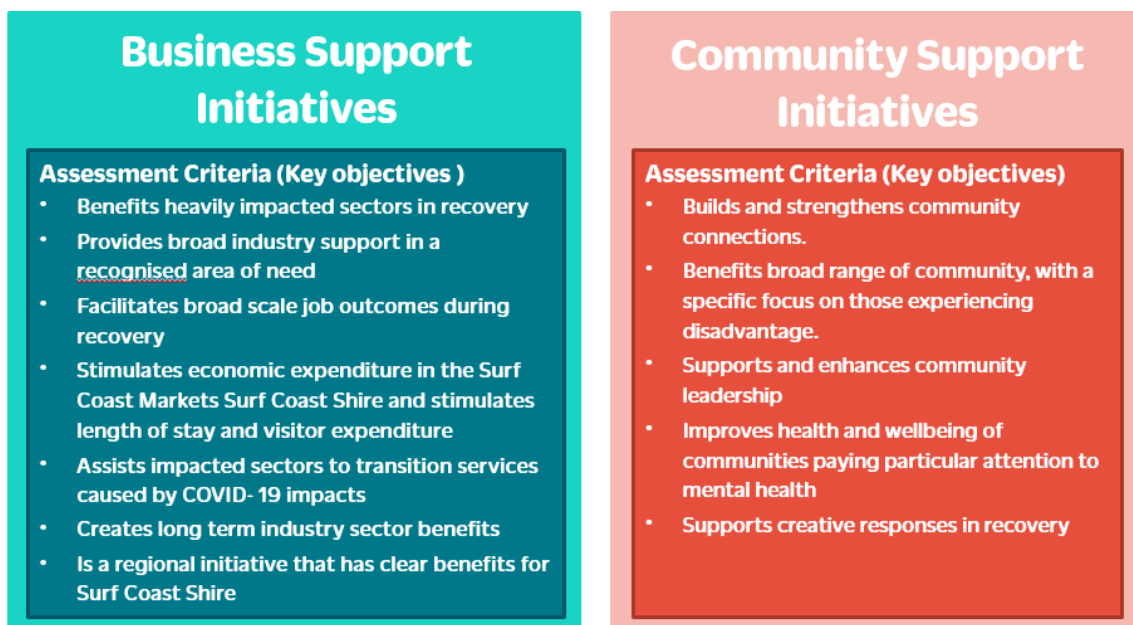 Business Support
Initiatives
Assessment Criteria (Key objectives )
• Benefits heavily impacted sectors in recovery
• Provides broad industry support in a
recognised area of need
• Facilitates broad scale job outcomes during
recovery
• Stimulates economic expenditure in the Surf
Coast Markets Surf Coast Shire and stimulates
length of stay and visitor expenditure
• Assists impacted sectors to transition services
caused by COVID- 19 impacts
• Creates long term industry sector benefits
• Is a regional initiative that has clear benefits for
Surf Coast Shire
Community Support
Initiatives
Assessment Criteria (Key objectives)
• Builds and strengthens community
connections.
• Benefits broad range of community, with a
specific focus on those experiencing
disadvantage.
• Supports and enhances community
leadership
• Improves health and wellbeing of
communities paying particular attention to
mental health
• Supports creative responses in recovery